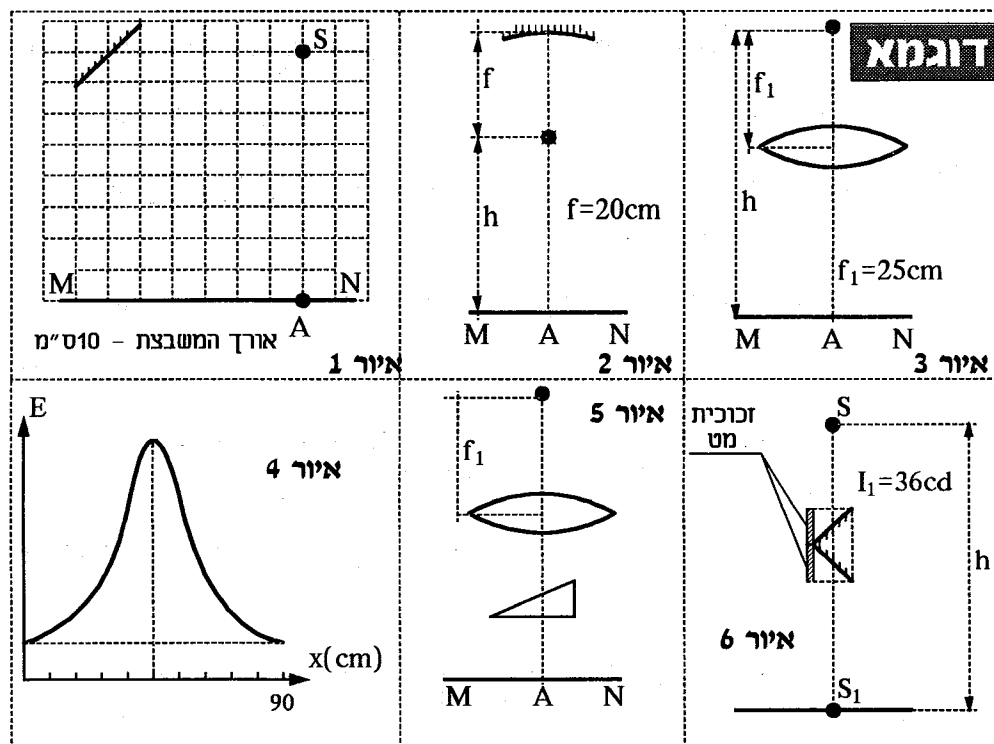 S
M
N
A
אורך המשבצת - 10ס״מ
איור 1
f
h
f=20cm
M A N
איור 2
דוגמא
f₁
h
f₁=25cm
M A N
איור 3
E
איור 4
x(cm)
90
איור 5
f₁
M A N
זכוכית
מט
S
I₁=36cd
h
איור 6
S₁